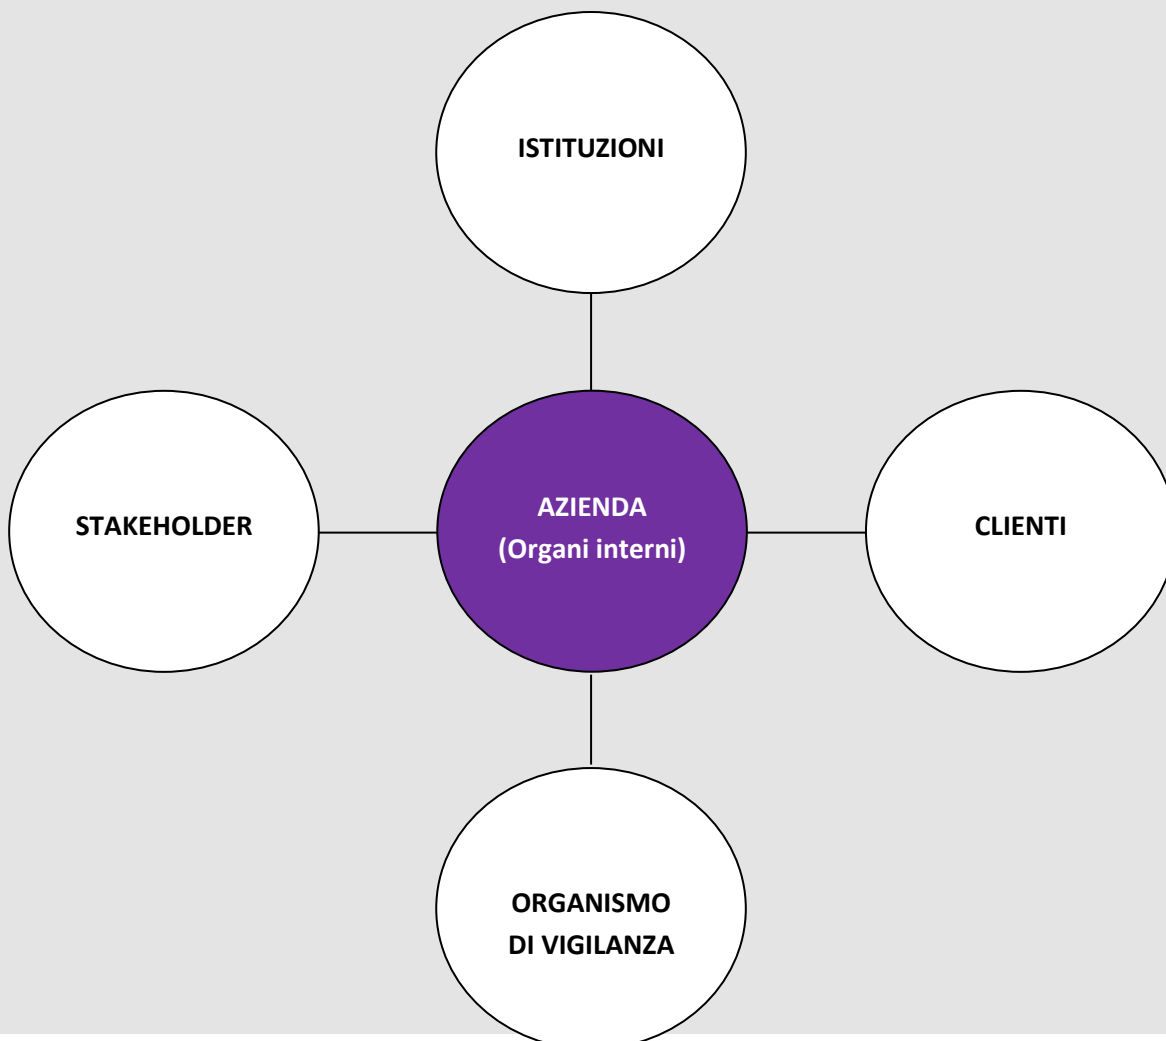 ISTITUZIONI
STAKEHOLDER
AZIENDA
(Organi interni)
CLIENTI
ORGANISMO
DI VIGILANZA